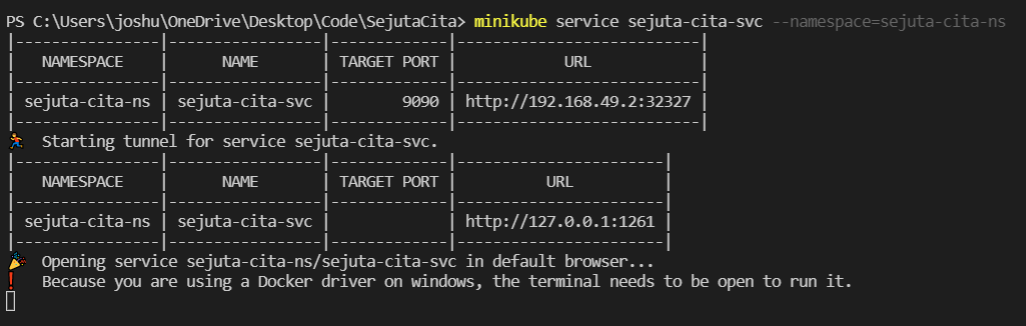 PS C:\Users\joshu\OneDrive\Desktop\Code\SejutaCita> minikube service sejuta-cita-svc --namespace=sejuta-cita-ns
|----------------|-----------------|-------------|---------------------------|
|   NAMESPACE    |      NAME       | TARGET PORT |            URL            |
|----------------|-----------------|-------------|---------------------------|
| sejuta-cita-ns | sejuta-cita-svc |        9090 | http://192.168.49.2:32327 |
|----------------|-----------------|-------------|---------------------------|
🏃  Starting tunnel for service sejuta-cita-svc.
|----------------|-----------------|-------------|-----------------------|
|   NAMESPACE    |      NAME       | TARGET PORT |          URL          |
|----------------|-----------------|-------------|-----------------------|
| sejuta-cita-ns | sejuta-cita-svc |             | http://127.0.0.1:1261 |
|----------------|-----------------|-------------|-----------------------|
🎉  Opening service sejuta-cita-ns/sejuta-cita-svc in default browser...
❗  Because you are using a Docker driver on windows, the terminal needs to be open to run it.